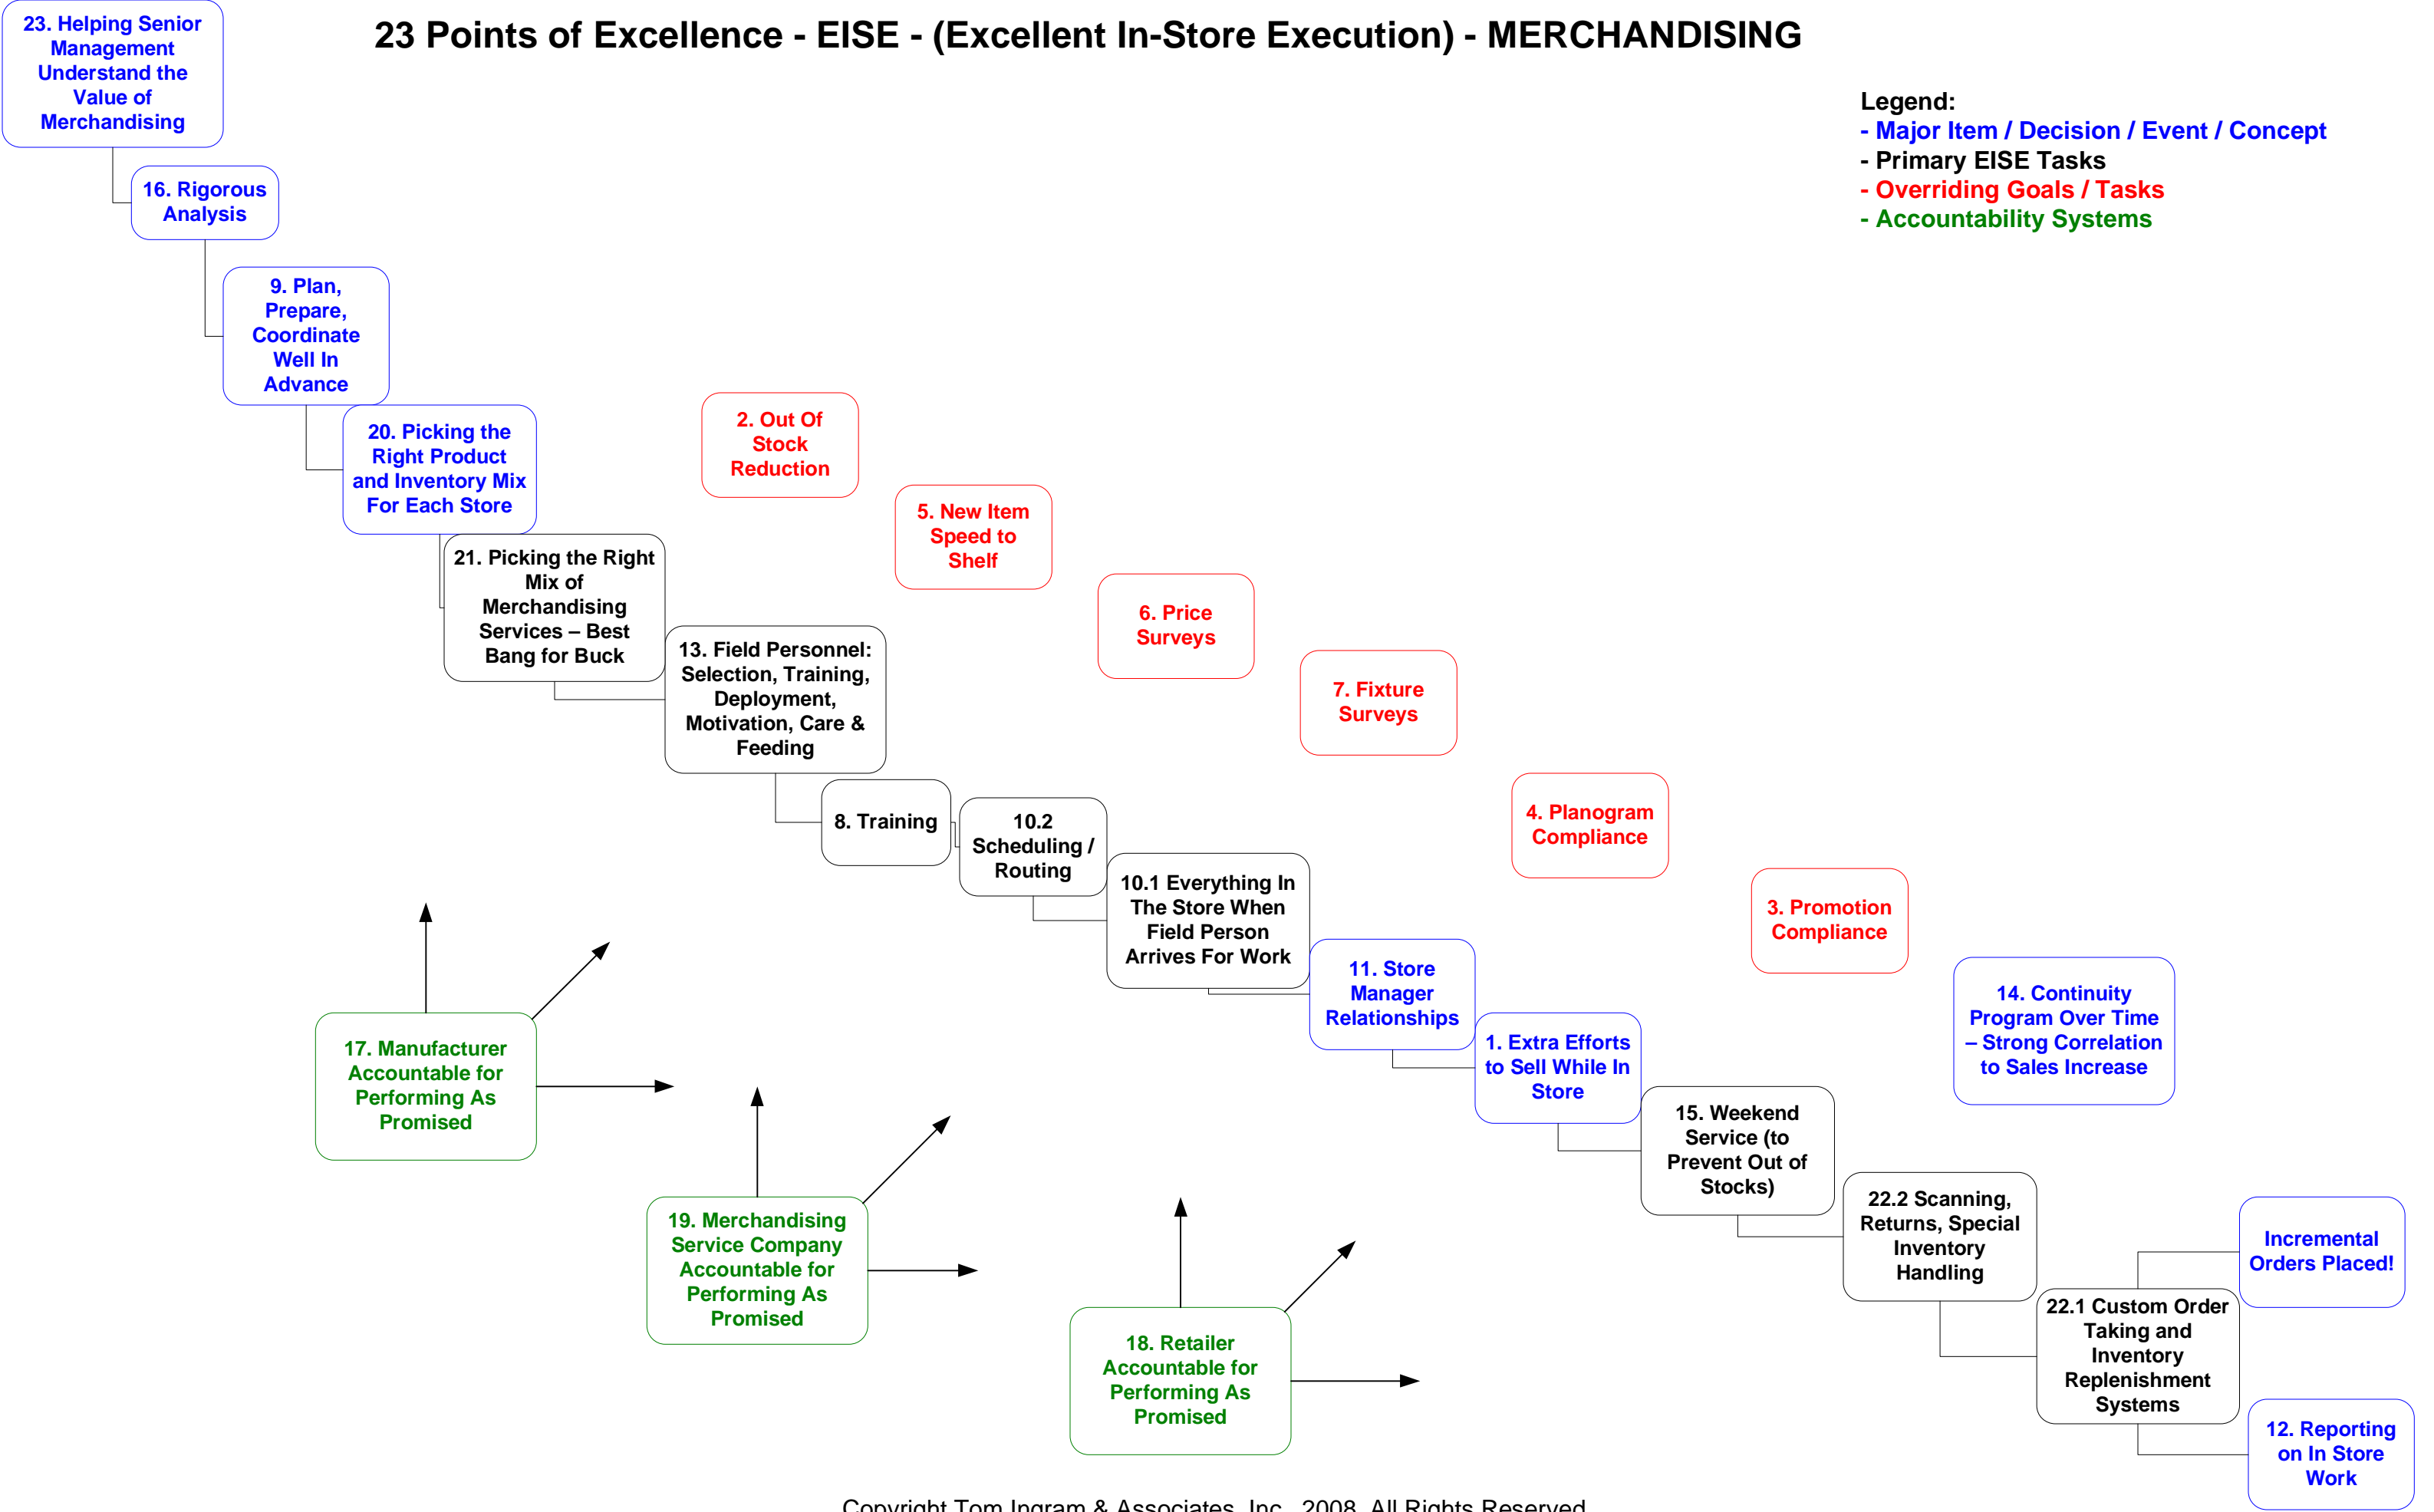 23 Points of Excellence - EISE - (Excellent In-Store Execution) - MERCHANDISING
23. Helping Senior
Management
Understand the
Value of
Merchandising
Legend:
- Major Item / Decision / Event / Concept
- Primary EISE Tasks
- Overriding Goals / Tasks
- Accountability Systems
16. Rigorous
Analysis
9. Plan,
Prepare,
Coordinate
Well In
Advance
20. Picking the
Right Product
and Inventory Mix
For Each Store
2. Out Of
Stock
Reduction
5. New Item
Speed to
Shelf
21. Picking the Right
Mix of
Merchandising
Services – Best
Bang for Buck
6. Price
Surveys
13. Field Personnel:
Selection, Training,
Deployment,
Motivation, Care &
Feeding
7. Fixture
Surveys
8. Training
10.2
Scheduling /
Routing
4. Planogram
Compliance
10.1 Everything In
The Store When
Field Person
Arrives For Work
3. Promotion
Compliance
11. Store
Manager
Relationships
14. Continuity
Program Over Time
– Strong Correlation
to Sales Increase
1. Extra Efforts
to Sell While In
Store
17. Manufacturer
Accountable for
Performing As
Promised
15. Weekend
Service (to
Prevent Out of
Stocks)
22.2 Scanning,
Returns, Special
Inventory
Handling
19. Merchandising
Service Company
Accountable for
Performing As
Promised
Incremental
Orders Placed!
22.1 Custom Order
Taking and
Inventory
Replenishment
Systems
18. Retailer
Accountable for
Performing As
Promised
12. Reporting
on In Store
Work
Copyright Tom Ingram & Associates, Inc., 2008, All Rights Reserved